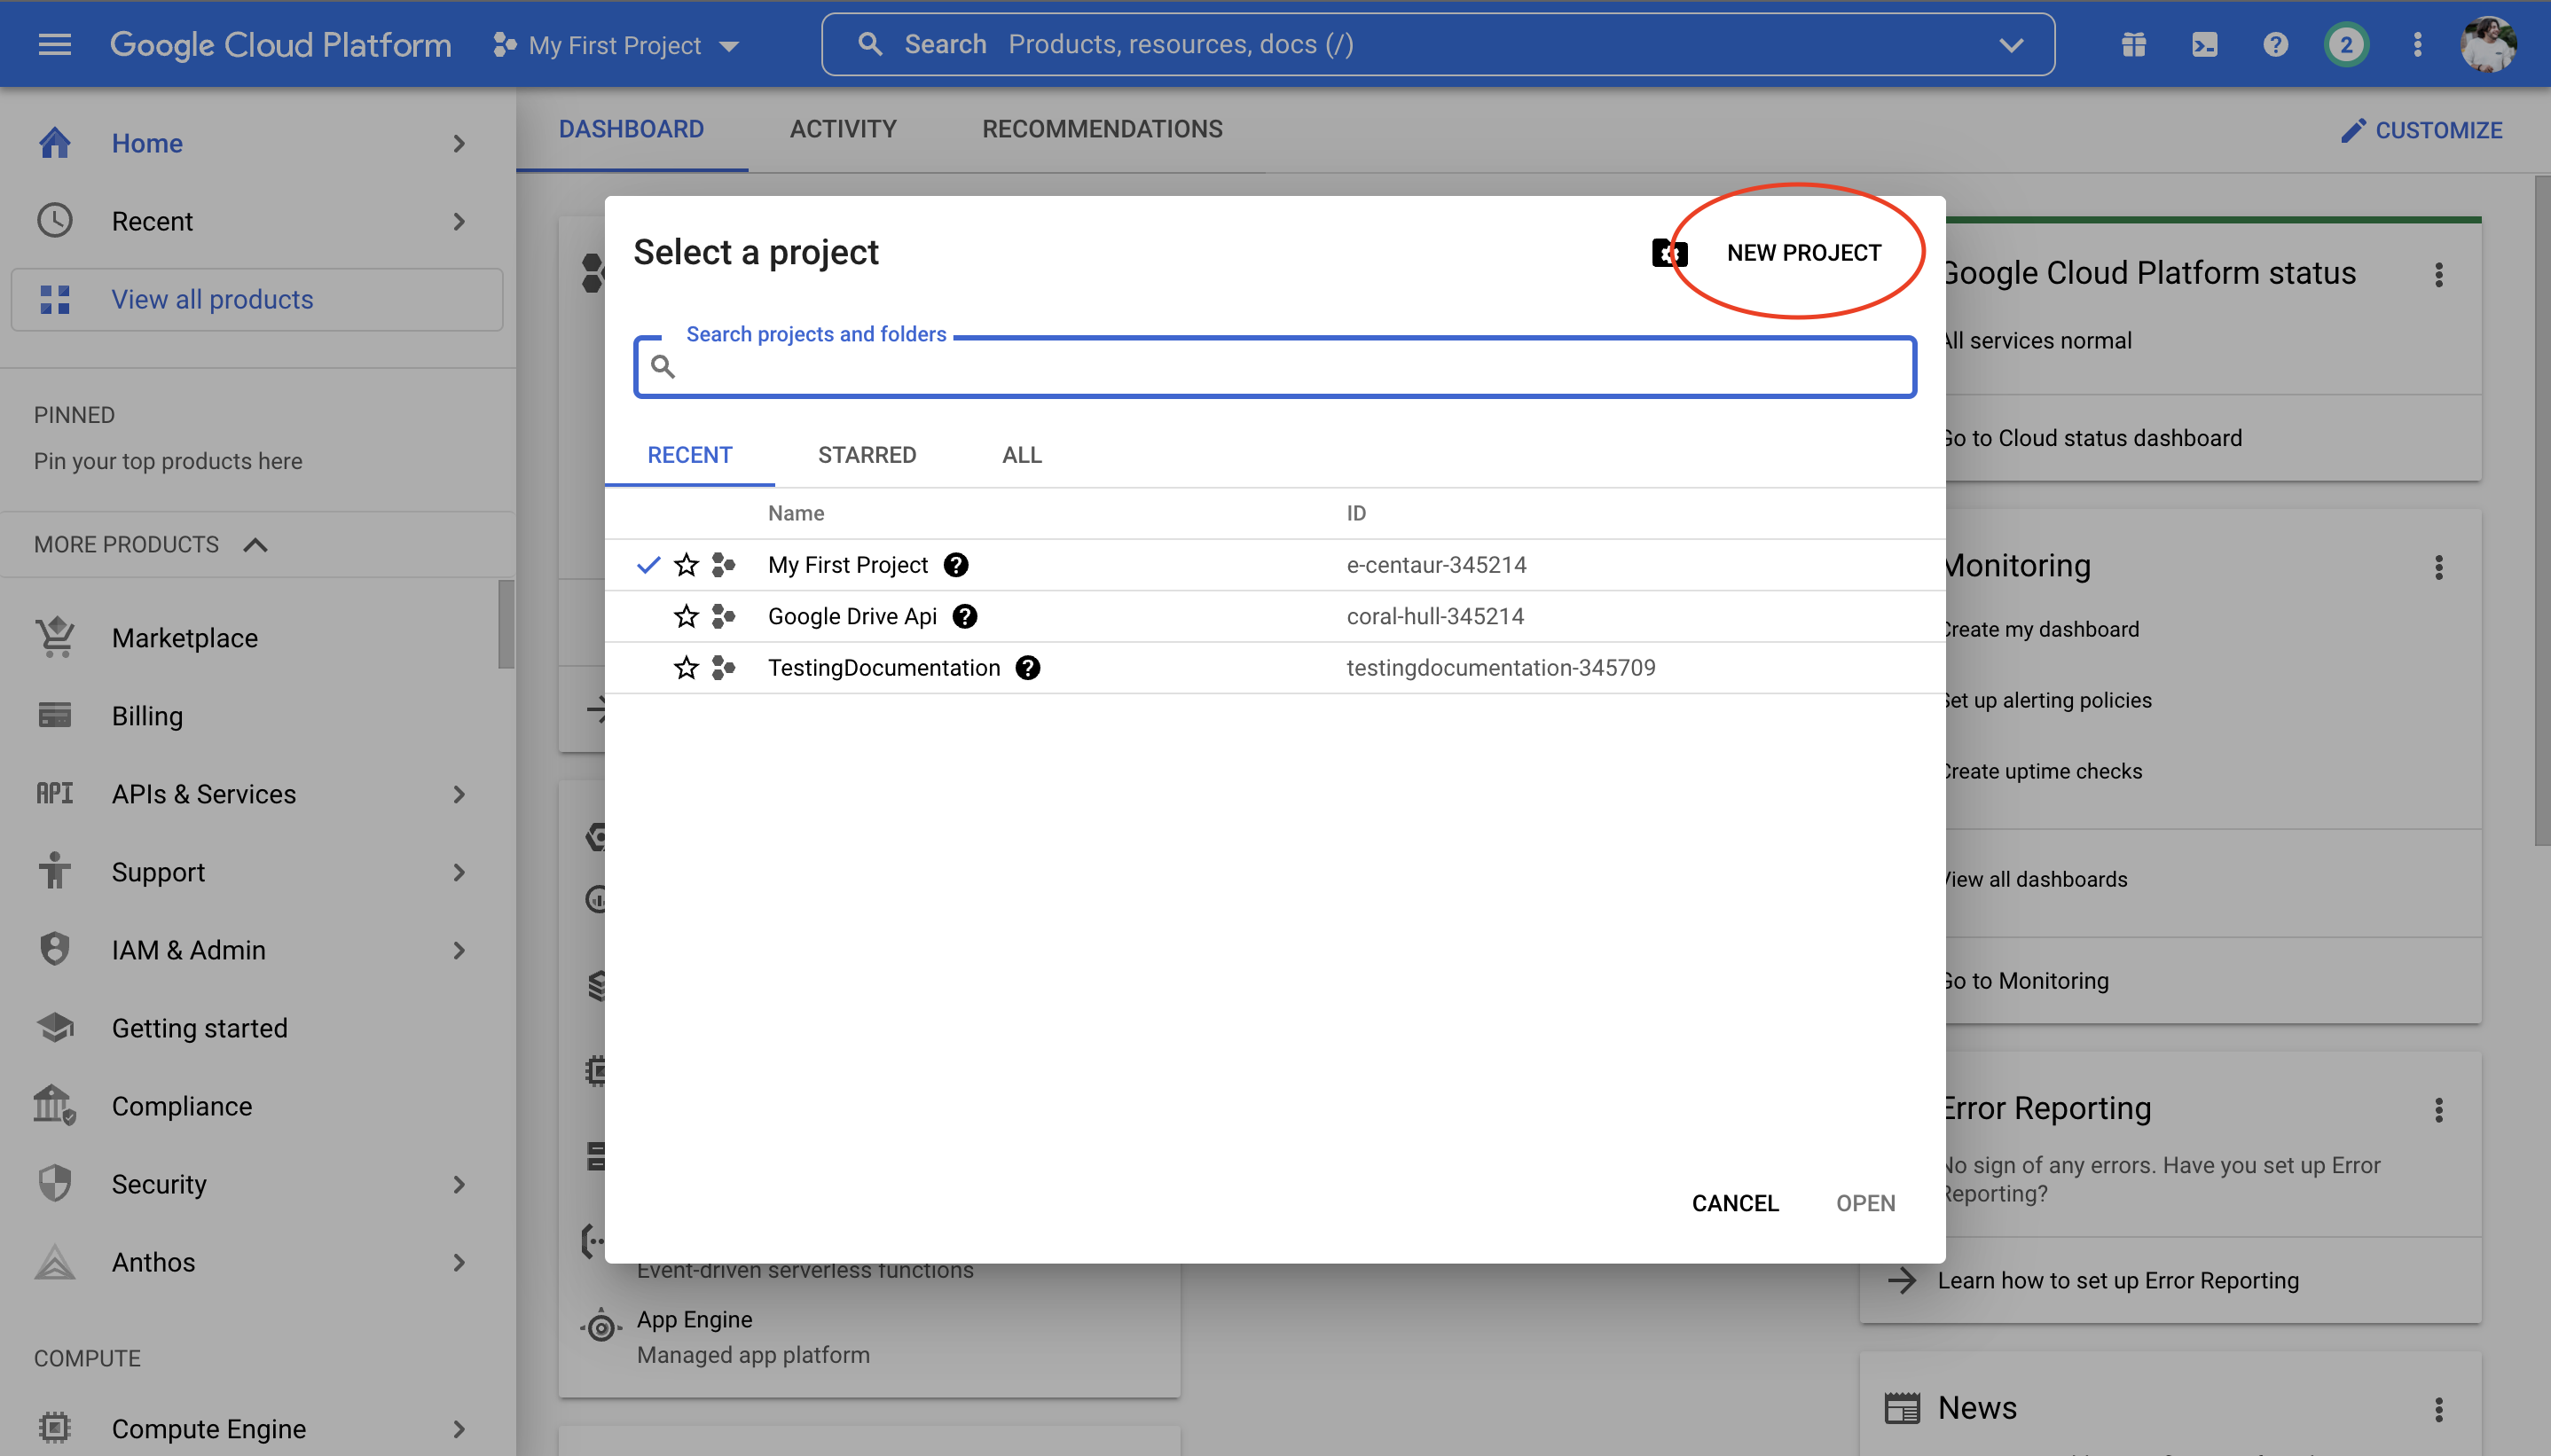 Google Cloud Platform
My First Project
Search Products, resources, docs (/)
2
Home
Recent
View all products
PINNED
Pin your top products here
MORE PRODUCTS
Marketplace
Billing
API APIs & Services
Support
IAM & Admin
Getting started
Compliance
Security
Anthos
COMPUTE
Compute Engine
DASHBOARD
ACTIVITY
RECOMMENDATIONS
CUSTOMIZE
Select a project
NEW PROJECT
Search projects and folders
RECENT
STARRED
ALL
Name ID
My First Project e-centaur-345214
Google Drive Api coral-hull-345214
TestingDocumentation testingdocumentation-345709
CANCEL
OPEN
Event-driven serverless functions
App Engine
Managed app platform
Google Cloud Platform status
All services normal
Go to Cloud status dashboard
Monitoring
Create my dashboard
Set up alerting policies
Create uptime checks
View all dashboards
Go to Monitoring
Error Reporting
No sign of any errors. Have you set up Error
Reporting?
Learn how to set up Error Reporting
News